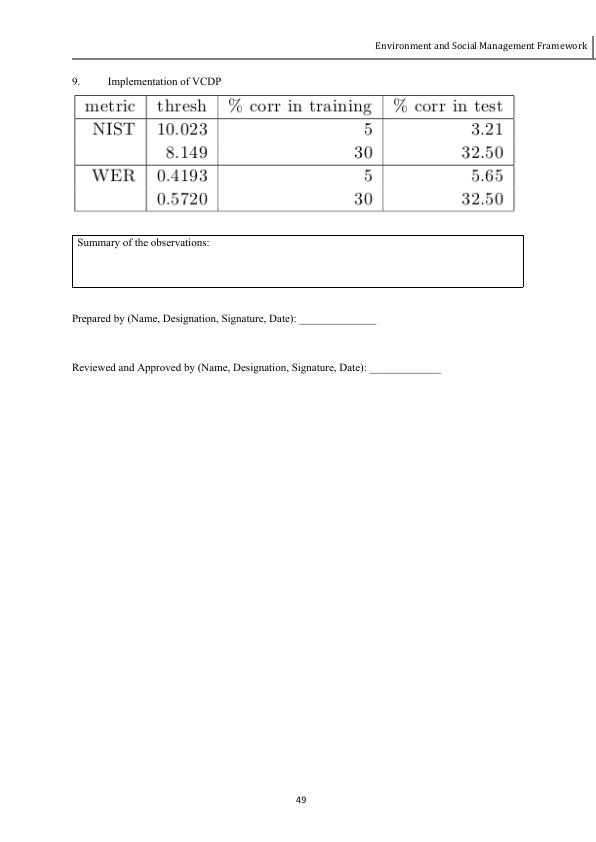 Environment and Social Management Framework
9. Implementation of VCDP
metric thresh % corr in training % corr in test
NIST 10.023 5 3.21
8.149 30 32.50
WER 0.4193 5 5.65
0.5720 30 32.50
Summary of the observations:
Prepared by (Name, Designation, Signature, Date): ______________
Reviewed and Approved by (Name, Designation, Signature, Date): _____________
49